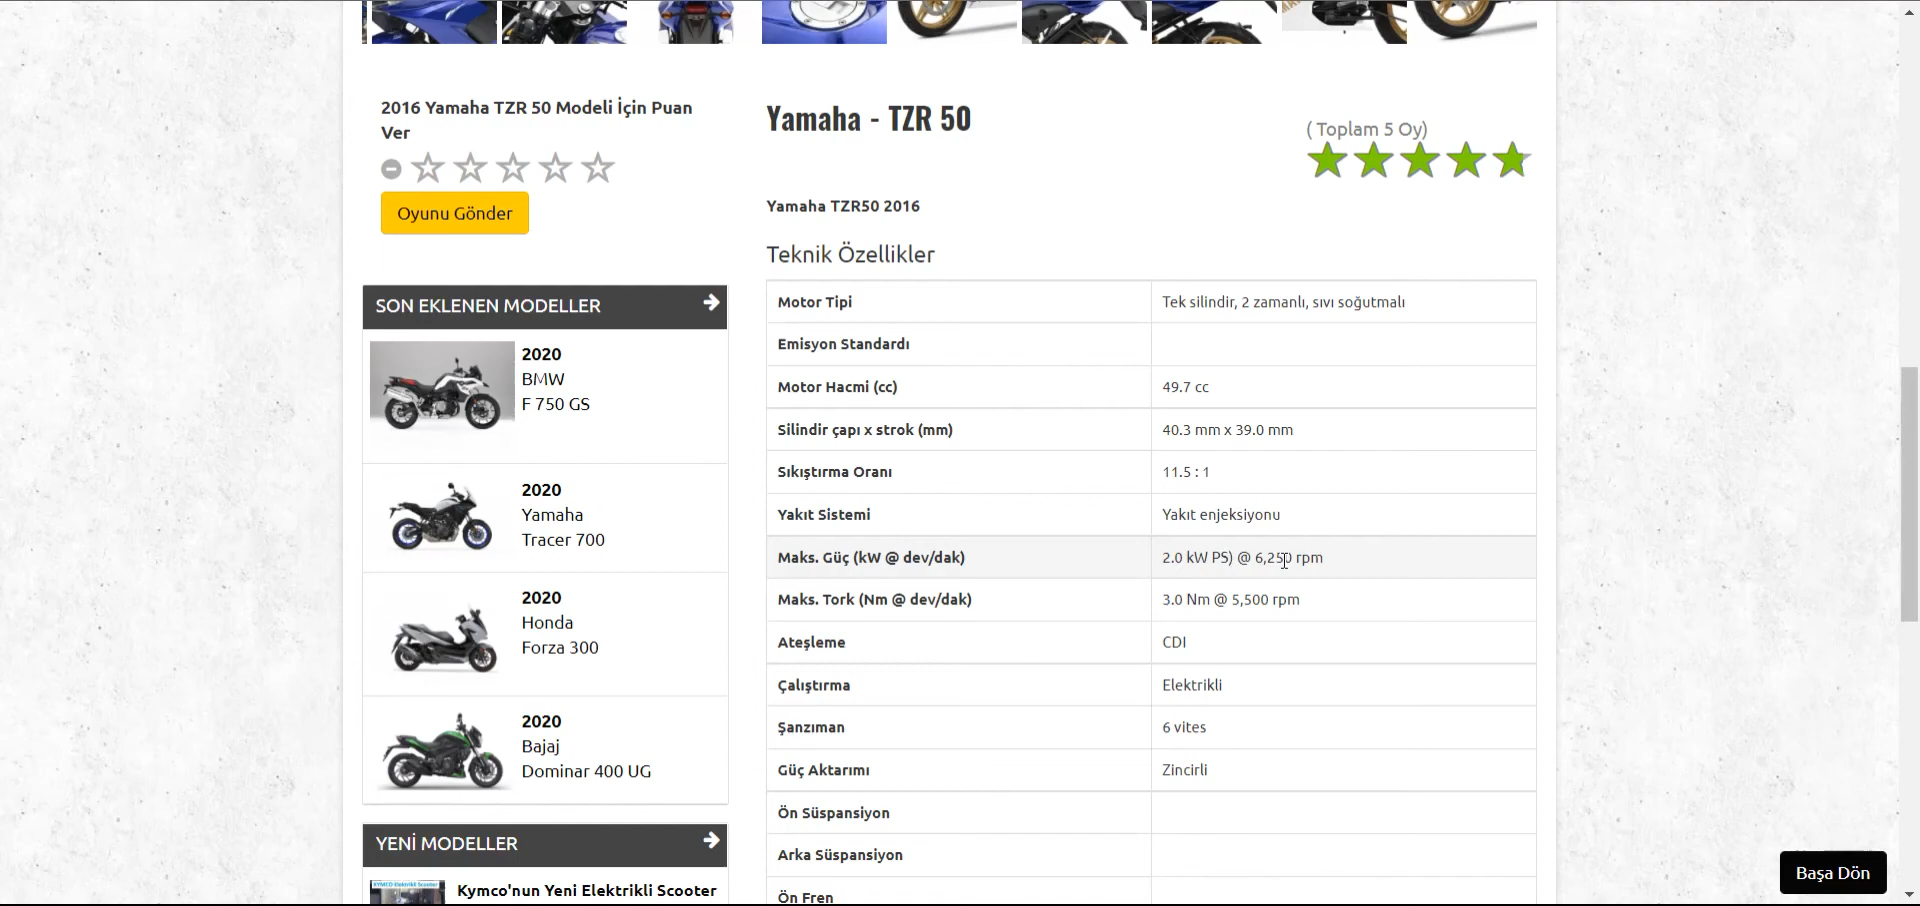 2016 Yamaha TZR 50 Modeli İçin Puan
Ver
Oyunu Gönder
SON EKLENEN MODELLER
2020
BMW
F 750 GS
2020
Yamaha
Tracer 700
2020
Honda
Forza 300
2020
Bajaj
Dominar 400 UG
YENİ MODELLER
KYMCO Elektrikli Scooter
Kymco'nun Yeni Elektrikli Scooter
Yamaha - TZR 50
( Toplam 5 Oy)
Yamaha TZR50 2016
Teknik Özellikler
Motor Tipi Tek silindir, 2 zamanlı, sıvı soğutmalı
Emisyon Standardı
Motor Hacmi (cc) 49.7 cc
Silindir çapı x strok (mm) 40.3 mm x 39.0 mm
Sıkıştırma Oranı 11.5 : 1
Yakıt Sistemi Yakıt enjeksiyonu
Maks. Güç (kW @ dev/dak) 2.0 kW PS) @ 6,250 rpm
Maks. Tork (Nm @ dev/dak) 3.0 Nm @ 5,500 rpm
Ateşleme CDI
Çalıştırma Elektrikli
Şanzıman 6 vites
Güç Aktarımı Zincirli
Ön Süspansiyon
Arka Süspansiyon
Ön Fren
Başa Dön